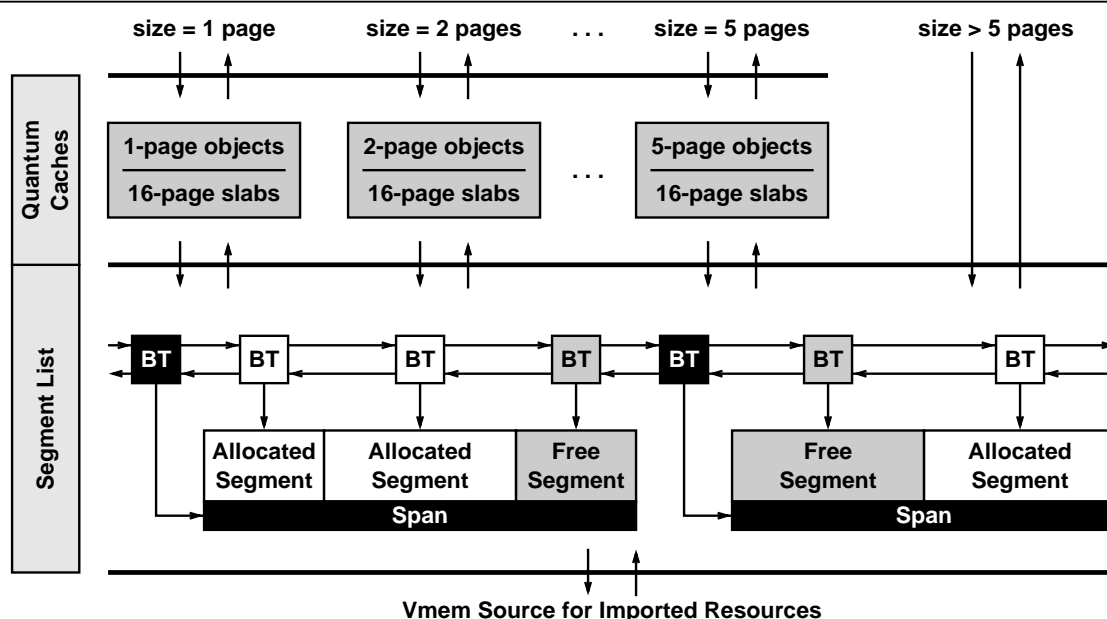 size = 1 page size = 2 pages . . . size = 5 pages size > 5 pages
Quantum
Caches
1-page objects 2-page objects 5-page objects
. . .
16-page slabs 16-page slabs 16-page slabs
Segment List
BT BT BT BT BT BT BT
Allocated Allocated Free Free Allocated
Segment Segment Segment Segment Segment
Span Span
Vmem Source for Imported Resources